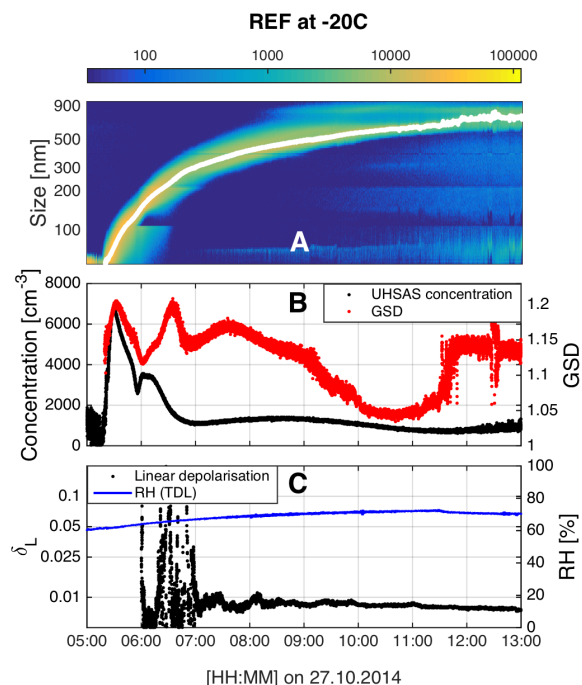 REF at -20C
100 1000 10000 100000
900
500
300
200
100
Size [nm]
A
8000
6000
4000
2000
0
Concentration [cm-3]
B
UHSAS concentration
GSD
1.2
1.15
1.1
1.05
1
GSD
Linear depolarisation
RH (TDL)
C
0.1
0.05
0.025
0.01
δL
100
80
60
40
20
0
RH [%]
05:00 06:00 07:00 08:00 09:00 10:00 11:00 12:00 13:00
[HH:MM] on 27.10.2014